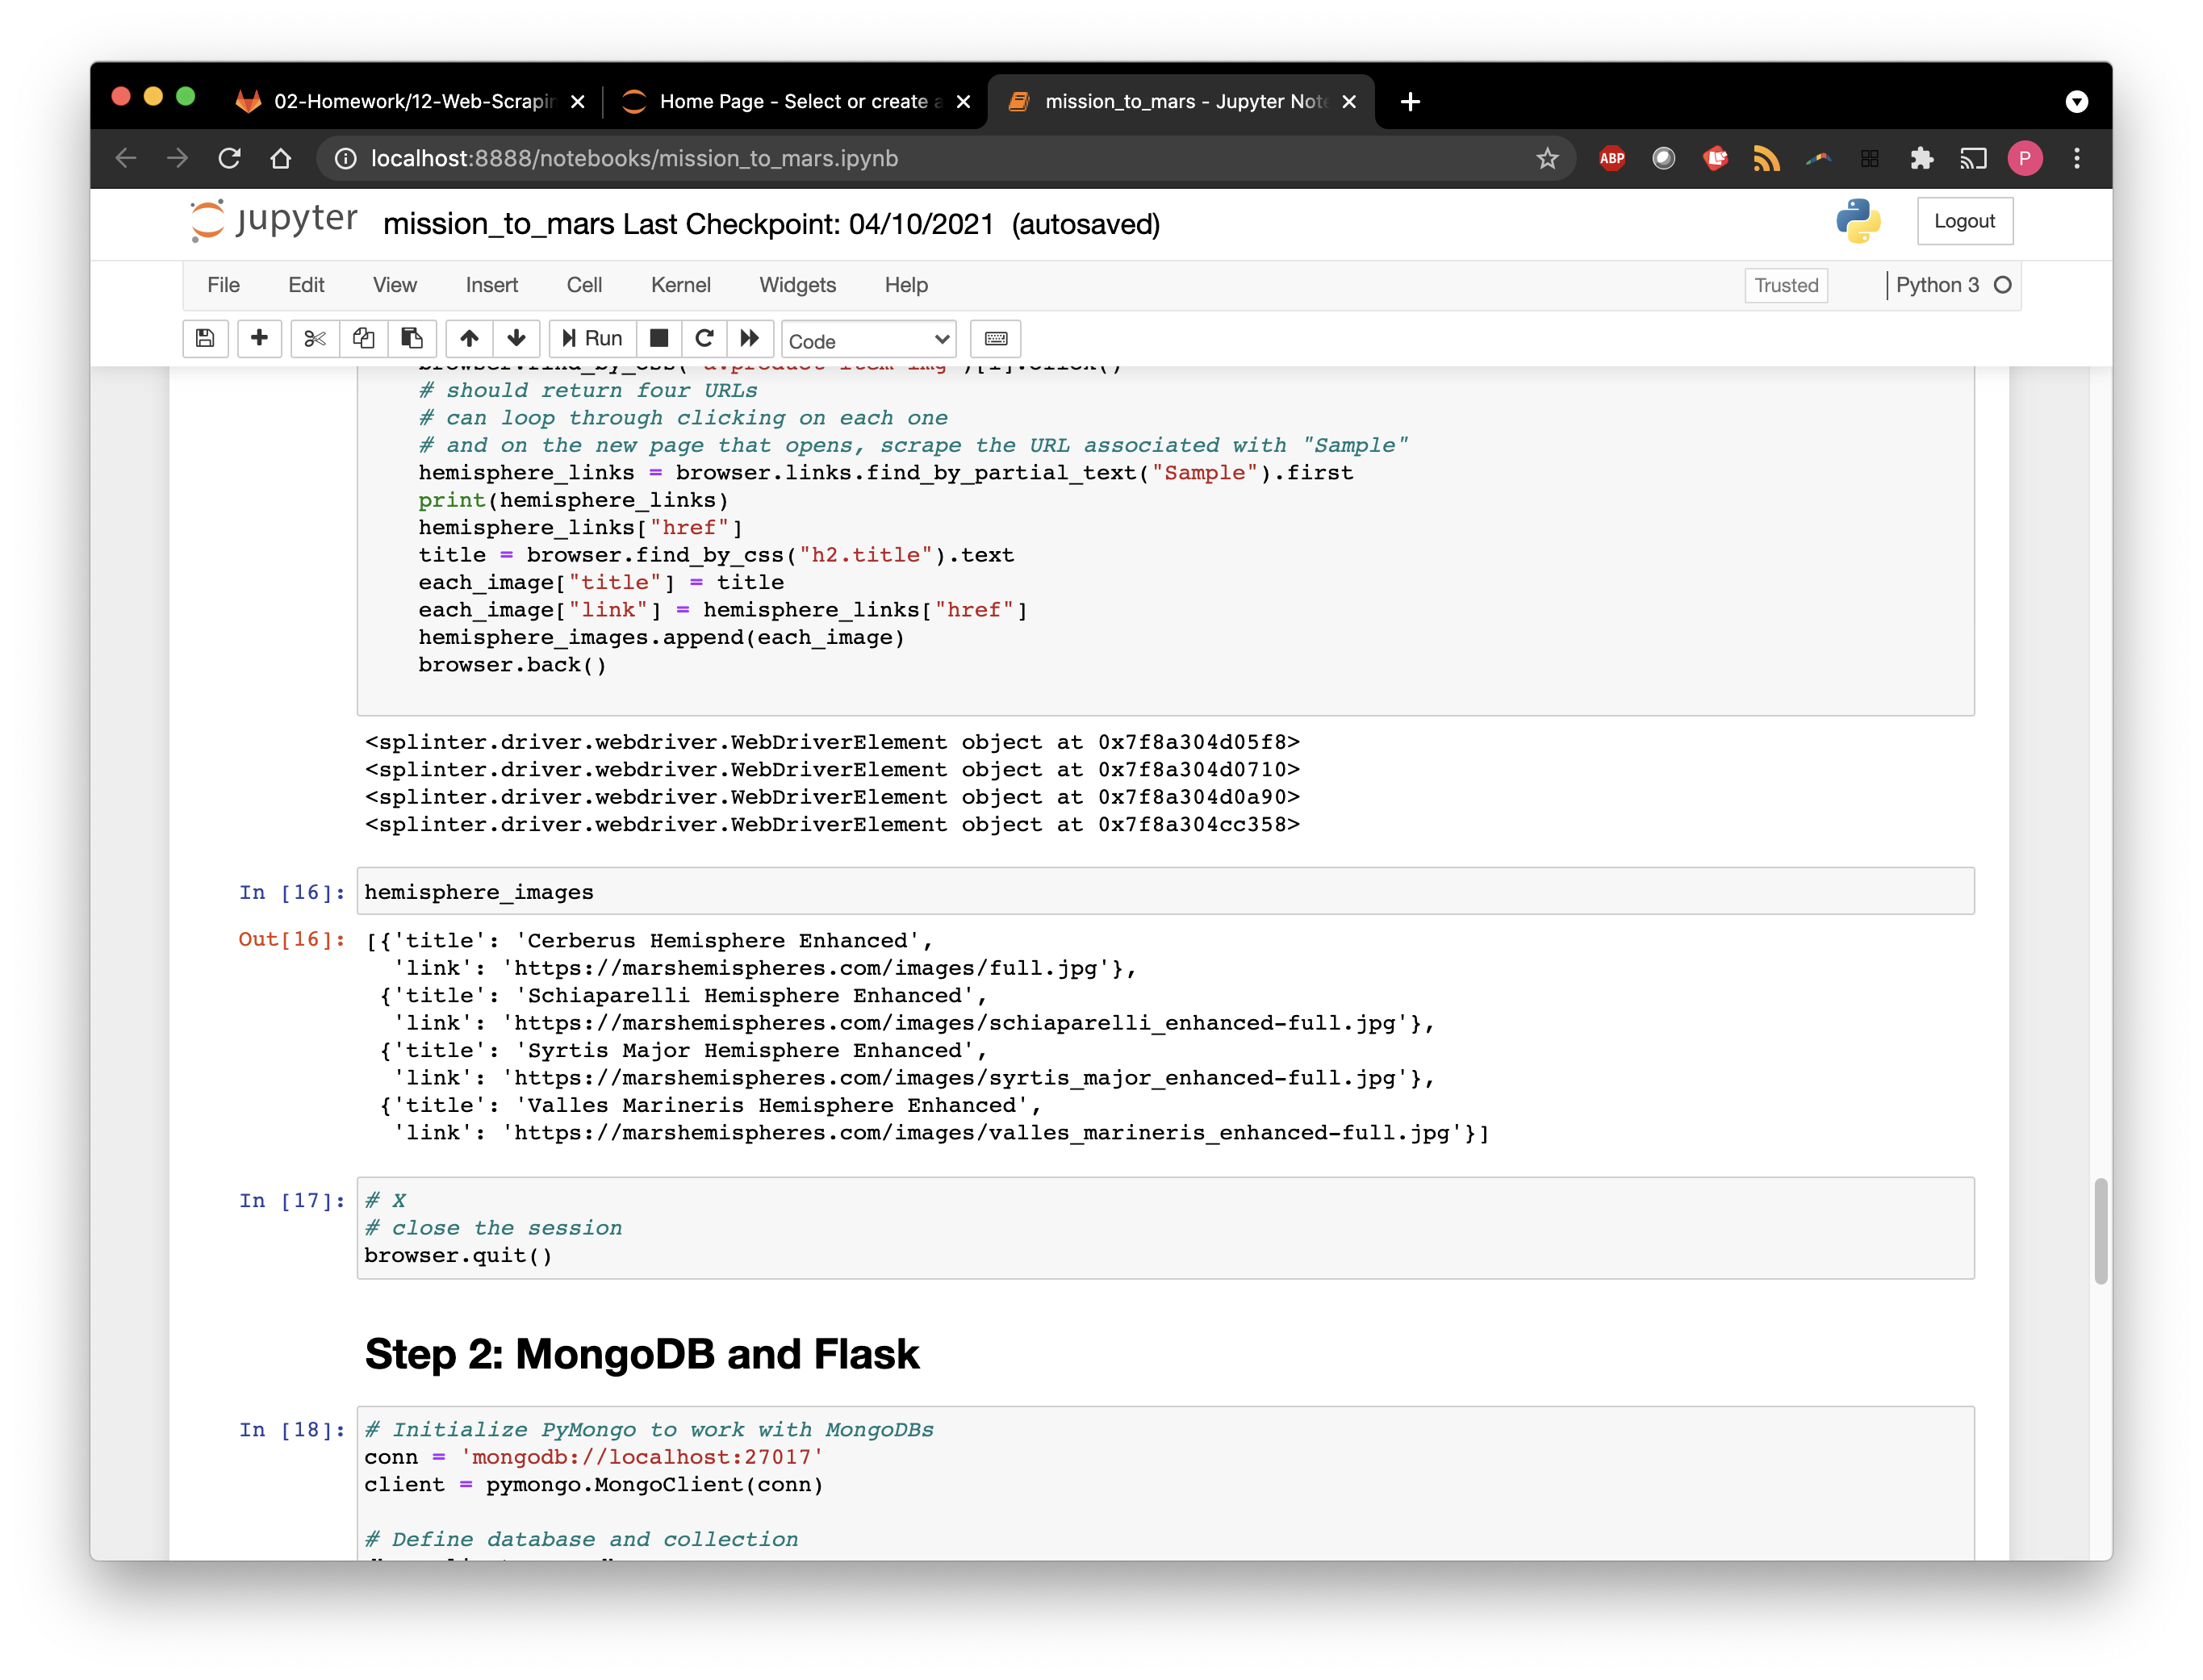 02-Homework/12-Web-Scrapin
Home Page - Select or create a
mission_to_mars - Jupyter Note
localhost:8888/notebooks/mission_to_mars.ipynb
ABP
P
jupyter
mission_to_mars Last Checkpoint: 04/10/2021 (autosaved)
Logout
File Edit View Insert Cell Kernel Widgets Help
Trusted
Python 3
Run
Code
browser.find_by_css("a.product-item img")[i].click()
# should return four URLs
# can loop through clicking on each one
# and on the new page that opens, scrape the URL associated with "Sample"
hemisphere_links = browser.links.find_by_partial_text("Sample").first
print(hemisphere_links)
hemisphere_links["href"]
title = browser.find_by_css("h2.title").text
each_image["title"] = title
each_image["link"] = hemisphere_links["href"]
hemisphere_images.append(each_image)
browser.back()
<splinter.driver.webdriver.WebDriverElement object at 0x7f8a304d05f8>
<splinter.driver.webdriver.WebDriverElement object at 0x7f8a304d0710>
<splinter.driver.webdriver.WebDriverElement object at 0x7f8a304d0a90>
<splinter.driver.webdriver.WebDriverElement object at 0x7f8a304cc358>
In [16]: hemisphere_images
Out[16]: [{'title': 'Cerberus Hemisphere Enhanced',
'link': 'https://marshemispheres.com/images/full.jpg'},
{'title': 'Schiaparelli Hemisphere Enhanced',
'link': 'https://marshemispheres.com/images/schiaparelli_enhanced-full.jpg'},
{'title': 'Syrtis Major Hemisphere Enhanced',
'link': 'https://marshemispheres.com/images/syrtis_major_enhanced-full.jpg'},
{'title': 'Valles Marineris Hemisphere Enhanced',
'link': 'https://marshemispheres.com/images/valles_marineris_enhanced-full.jpg'}]
In [17]: # X
# close the session
browser.quit()
Step 2: MongoDB and Flask
In [18]: # Initialize PyMongo to work with MongoDBs
conn = 'mongodb://localhost:27017'
client = pymongo.MongoClient(conn)
# Define database and collection